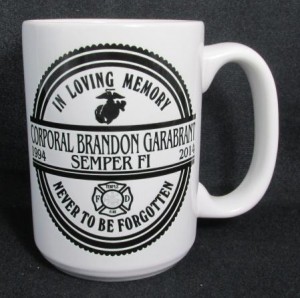 IN LOVING MEMORY
CORPORAL BRANDON GARABRANT
1994 2014
SEMPER FI
F D
NEVER TO BE FORGOTTEN